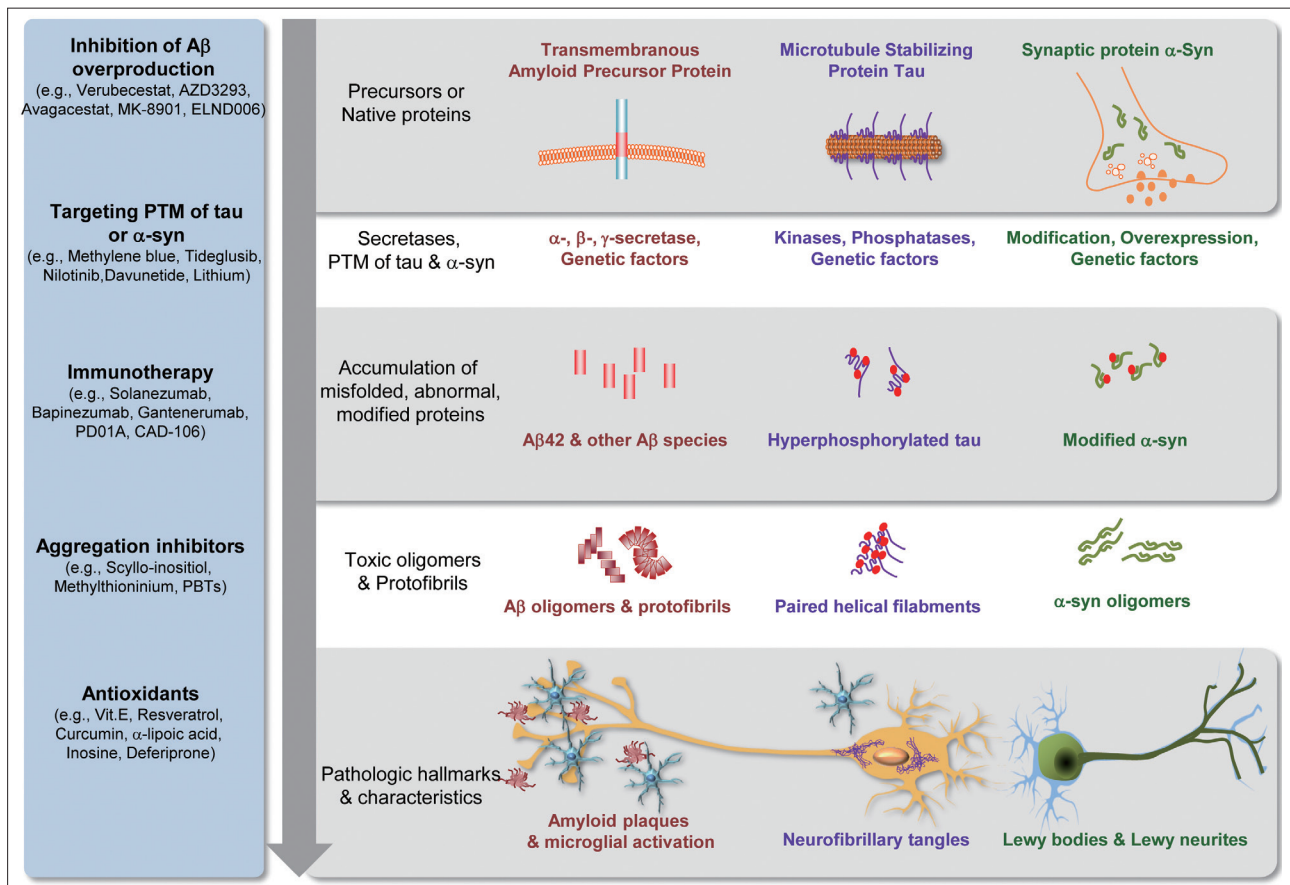 Inhibition of Aβ
overproduction
(e.g., Verubecestat, AZD3293,
Avagacestat, MK-8901, ELND006)
Targeting PTM of tau
or α-syn
(e.g., Methylene blue, Tideglusib,
Nilotinib,Davunetide, Lithium)
Immunotherapy
(e.g., Solanezumab,
Bapinezumab, Gantenerumab,
PD01A, CAD-106)
Aggregation inhibitors
(e.g., Scyllo-inositiol,
Methylthioninium, PBTs)
Antioxidants
(e.g., Vit.E, Resveratrol,
Curcumin, α-lipoic acid,
Inosine, Deferiprone)
Precursors or
Native proteins
Transmembranous
Amyloid Precursor Protein
Microtubule Stabilizing
Protein Tau
Synaptic protein α-Syn
Secretases,
PTM of tau & α-syn
α-, β-, γ-secretase,
Genetic factors
Kinases, Phosphatases,
Genetic factors
Modification, Overexpression,
Genetic factors
Accumulation of
misfolded, abnormal,
modified proteins
Aβ42 & other Aβ species
Hyperphosphorylated tau
Modified α-syn
Toxic oligomers
& Protofibrils
Aβ oligomers & protofibrils
Paired helical filabments
α-syn oligomers
Pathologic hallmarks
& characteristics
Amyloid plaques
& microglial activation
Neurofibrillary tangles
Lewy bodies & Lewy neurites